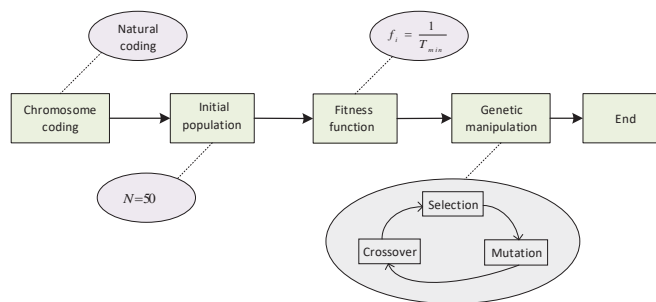 Natural
coding
f_i = 1 / T_min
Chromosome
coding
Initial
population
Fitness
function
Genetic
manipulation
End
N=50
Selection
Crossover
Mutation